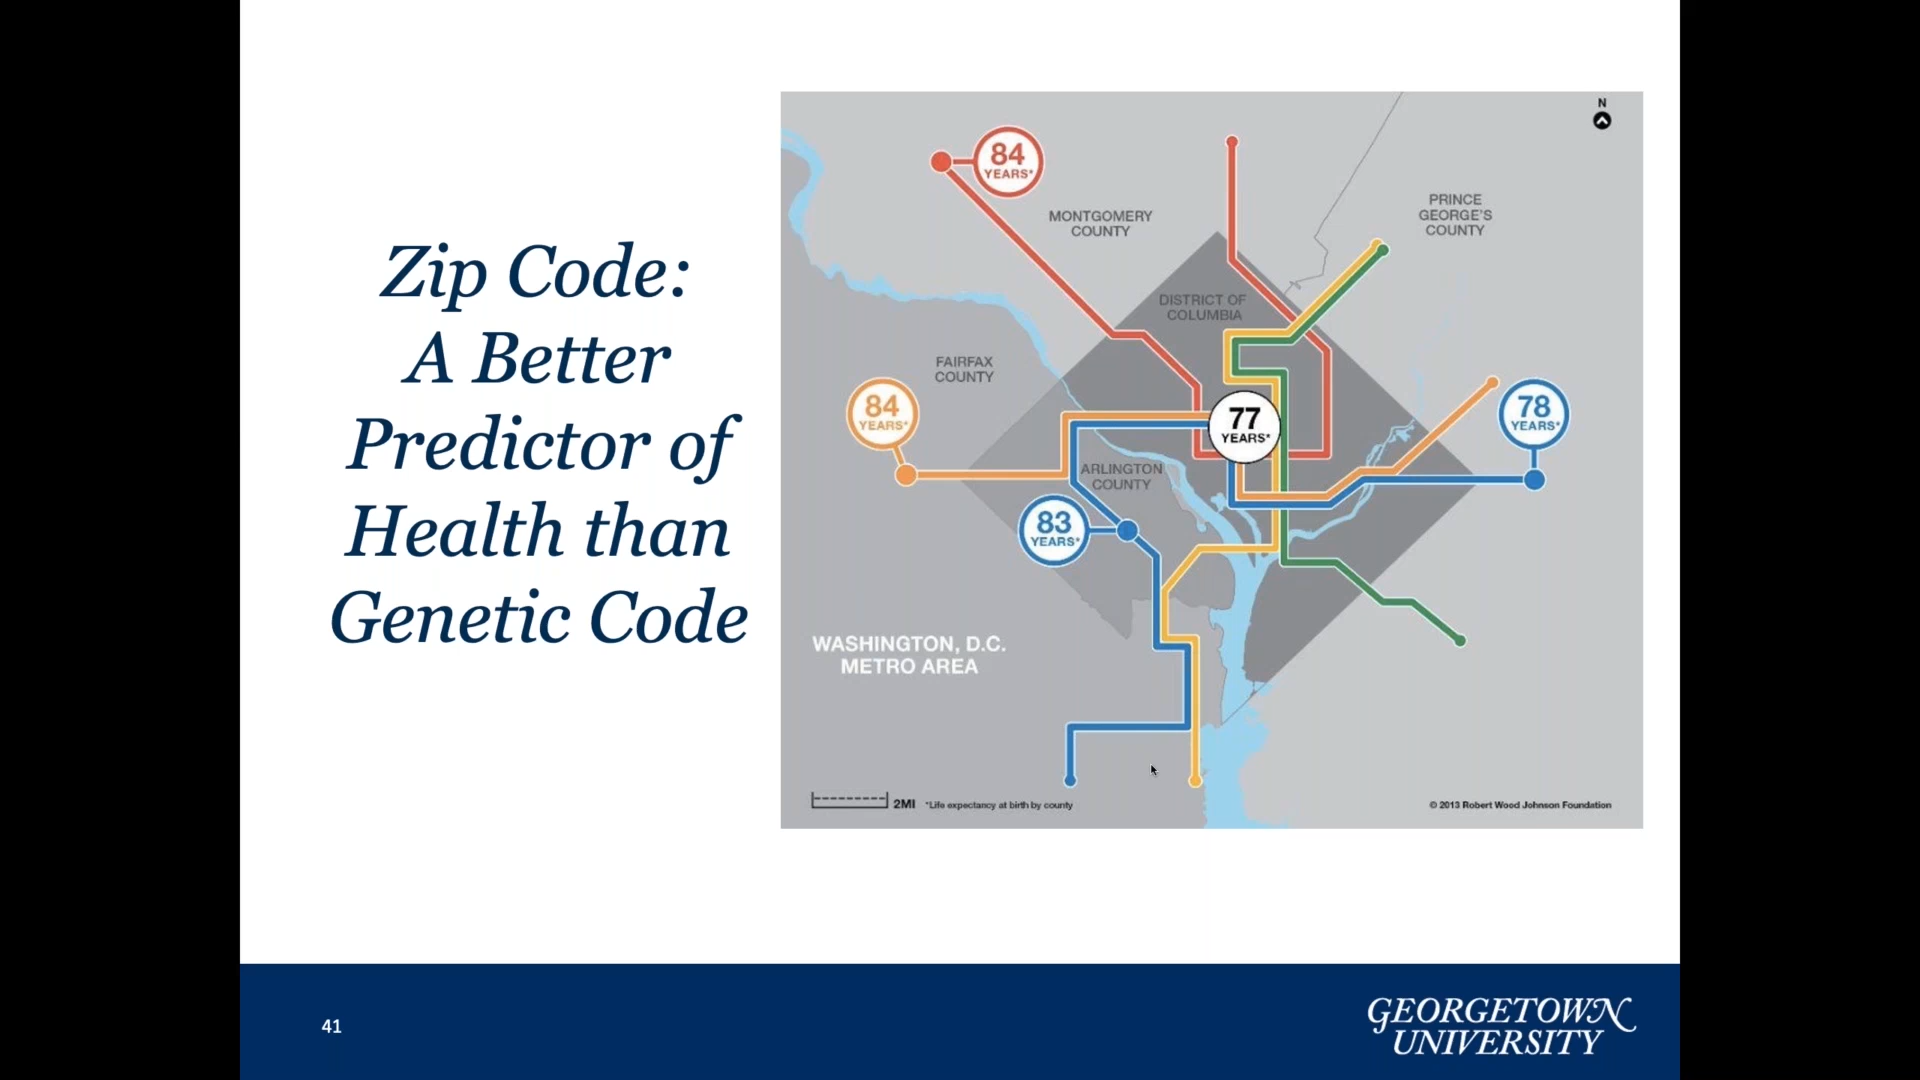 Zip Code:
A Better
Predictor of
Health than
Genetic Code
N
84
YEARS*
MONTGOMERY
COUNTY
PRINCE
GEORGE'S
COUNTY
DISTRICT OF
COLUMBIA
FAIRFAX
COUNTY
84
YEARS*
77
YEARS*
78
YEARS*
ARLINGTON
COUNTY
83
YEARS*
WASHINGTON, D.C.
METRO AREA
2MI *Life expectancy at birth by county
© 2013 Robert Wood Johnson Foundation
41
GEORGETOWN
UNIVERSITY